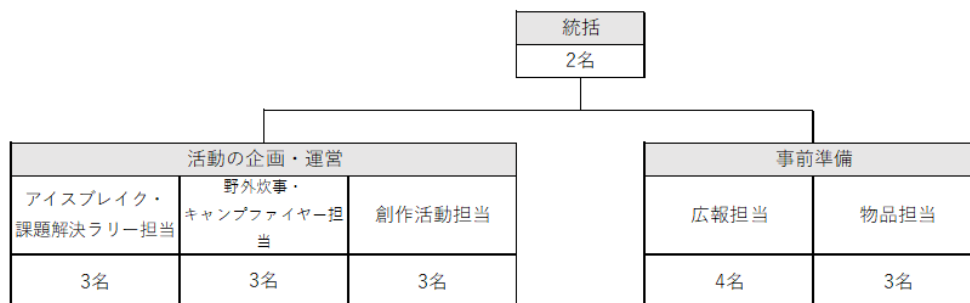 統括
2名
活動の企画・運営
事前準備
アイスブレイク・
課題解決ラリー担当
野外炊事・
キャンプファイヤー担
当
創作活動担当
広報担当
物品担当
3名
3名
3名
4名
3名